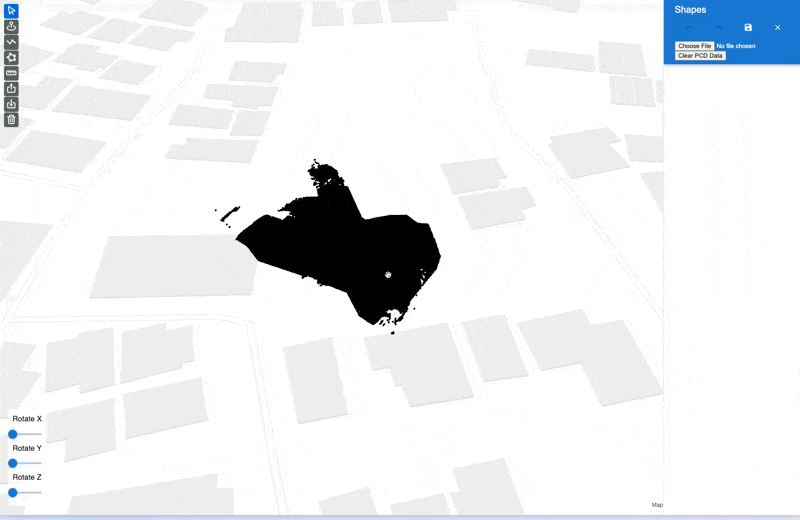 Shapes
Choose File No file chosen
Clear PCD Data
Rotate X
Rotate Y
Rotate Z
Map